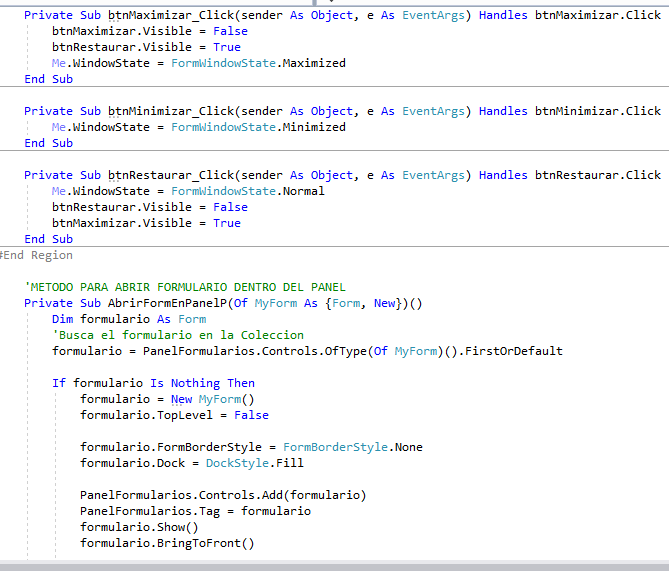 Private Sub btnMaximizar_Click(sender As Object, e As EventArgs) Handles btnMaximizar.Click
btnMaximizar.Visible = False
btnRestaurar.Visible = True
Me.WindowState = FormWindowState.Maximized
End Sub
Private Sub btnMinimizar_Click(sender As Object, e As EventArgs) Handles btnMinimizar.Click
Me.WindowState = FormWindowState.Minimized
End Sub
Private Sub btnRestaurar_Click(sender As Object, e As EventArgs) Handles btnRestaurar.Click
Me.WindowState = FormWindowState.Normal
btnRestaurar.Visible = False
btnMaximizar.Visible = True
End Sub
#End Region
'METODO PARA ABRIR FORMULARIO DENTRO DEL PANEL
Private Sub AbrirFormEnPanelP(Of MyForm As {Form, New})()
Dim formulario As Form
'Busca el formulario en la Coleccion
formulario = PanelFormularios.Controls.OfType(Of MyForm)().FirstOrDefault
If formulario Is Nothing Then
formulario = New MyForm()
formulario.TopLevel = False
formulario.FormBorderStyle = FormBorderStyle.None
formulario.Dock = DockStyle.Fill
PanelFormularios.Controls.Add(formulario)
PanelFormularios.Tag = formulario
formulario.Show()
formulario.BringToFront()